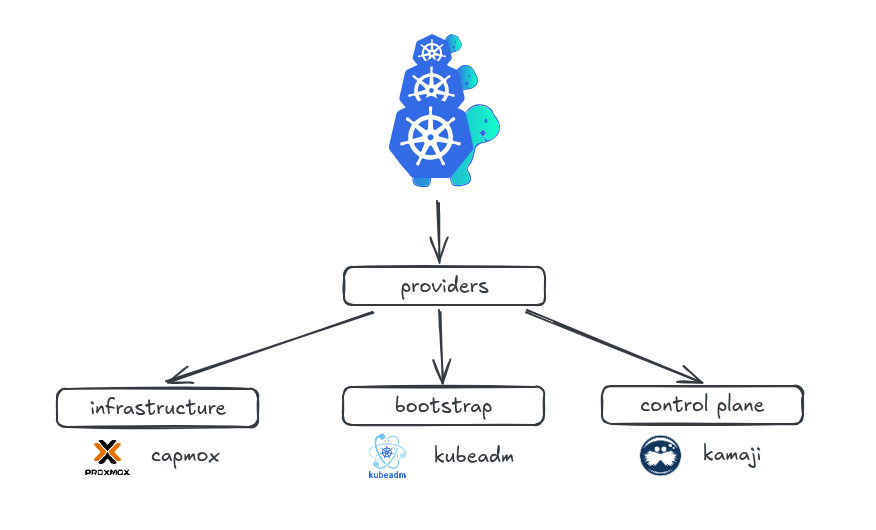 providers
infrastructure
bootstrap
control plane
PROXMOX
capmox
kubeadm
kubeadm
kamaji